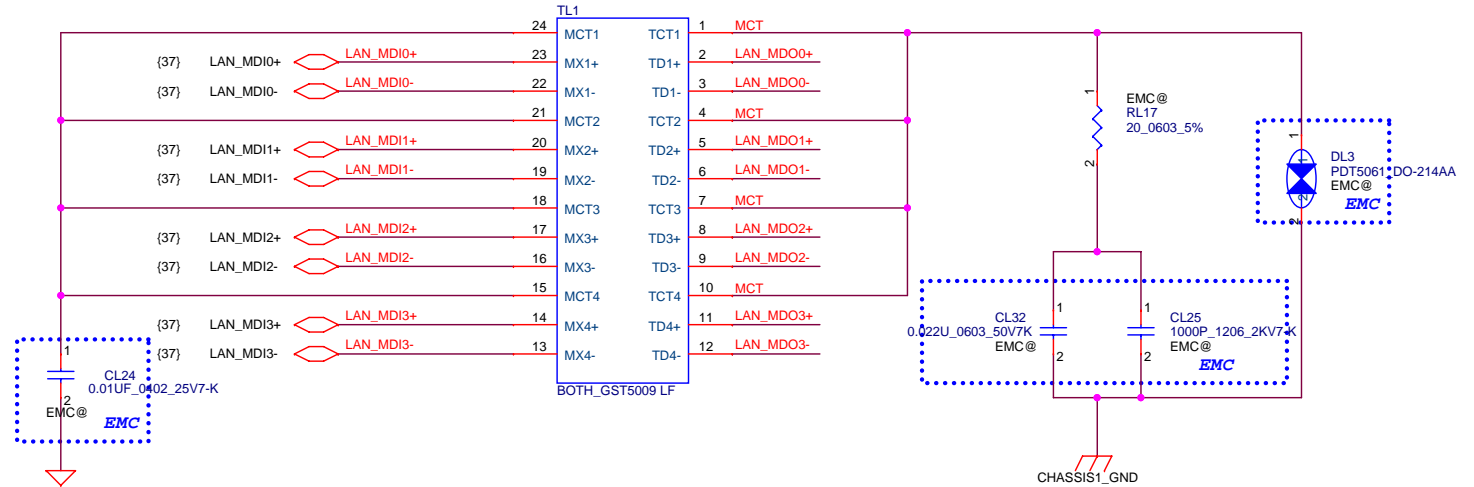 TL1
24 MCT1 TCT1 1 MCT
{37} LAN_MDI0+ LAN_MDI0+ 23 MX1+ TD1+ 2 LAN_MDO0+
{37} LAN_MDI0- LAN_MDI0- 22 MX1- TD1- 3 LAN_MDO0-
21 MCT2 TCT2 4 MCT
{37} LAN_MDI1+ LAN_MDI1+ 20 MX2+ TD2+ 5 LAN_MDO1+
{37} LAN_MDI1- LAN_MDI1- 19 MX2- TD2- 6 LAN_MDO1-
18 MCT3 TCT3 7 MCT
{37} LAN_MDI2+ LAN_MDI2+ 17 MX3+ TD3+ 8 LAN_MDO2+
{37} LAN_MDI2- LAN_MDI2- 16 MX3- TD3- 9 LAN_MDO2-
15 MCT4 TCT4 10 MCT
{37} LAN_MDI3+ LAN_MDI3+ 14 MX4+ TD4+ 11 LAN_MDO3+
{37} LAN_MDI3- LAN_MDI3- 13 MX4- TD4- 12 LAN_MDO3-
BOTH_GST5009 LF
1
CL24
0.01UF_0402_25V7-K
2
EMC@
EMC
1
EMC@
RL17
20_0603_5%
2
1
1
DL3
PDT5061_DO-214AA
EMC@
EMC
2
2
1
CL32
0.022U_0603_50V7K
EMC@
2
1
CL25
1000P_1206_2KV7-K
EMC@
2
EMC
CHASSIS1_GND